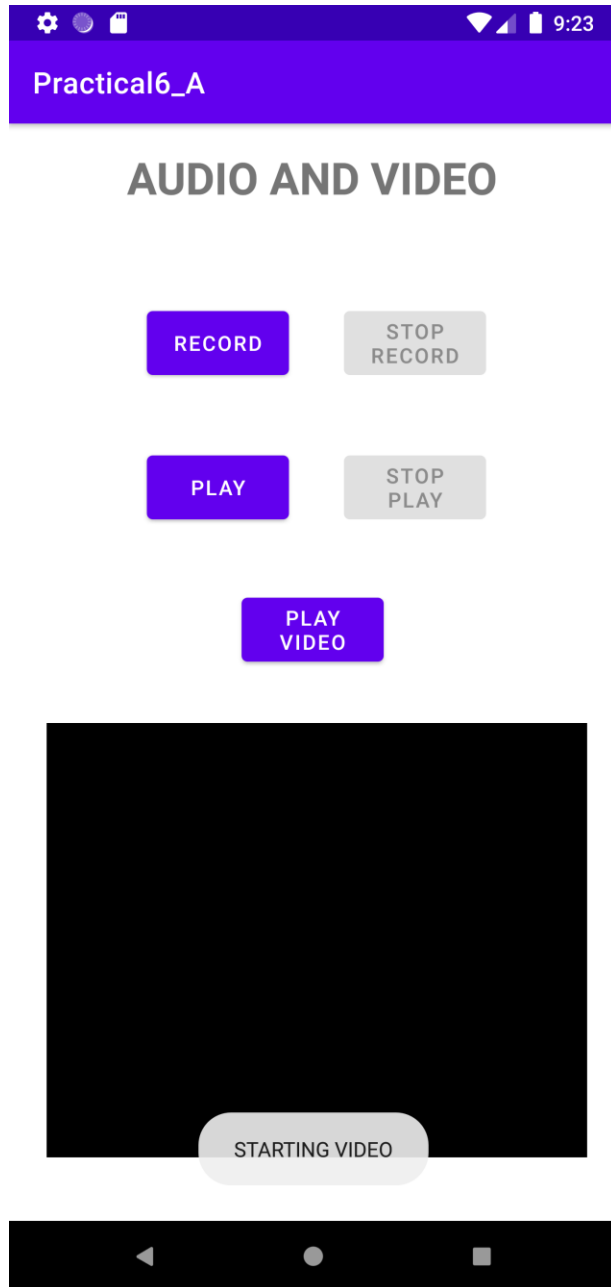 9:23
Practical6_A
AUDIO AND VIDEO
RECORD
STOP
RECORD
PLAY
STOP
PLAY
PLAY
VIDEO
STARTING VIDEO